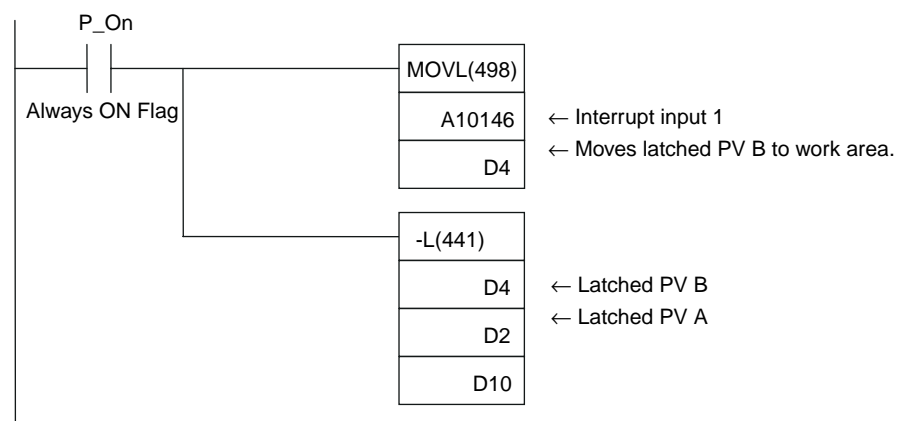 P_On
Always ON Flag
MOVL(498)
A10146 ← Interrupt input 1
← Moves latched PV B to work area.
D4
-L(441)
D4 ← Latched PV B
← Latched PV A
D2
D10